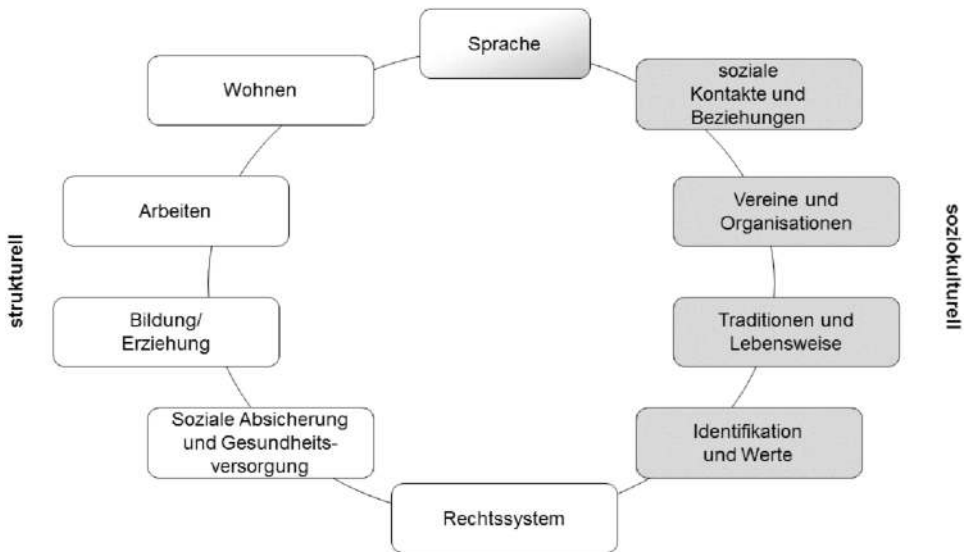 Sprache
Wohnen
soziale
Kontakte und
Beziehungen
Arbeiten
Vereine und
Organisationen
strukturell
soziokulturell
Bildung/
Erziehung
Traditionen und
Lebensweise
Soziale Absicherung
und Gesundheits-
versorgung
Identifikation
und Werte
Rechtssystem